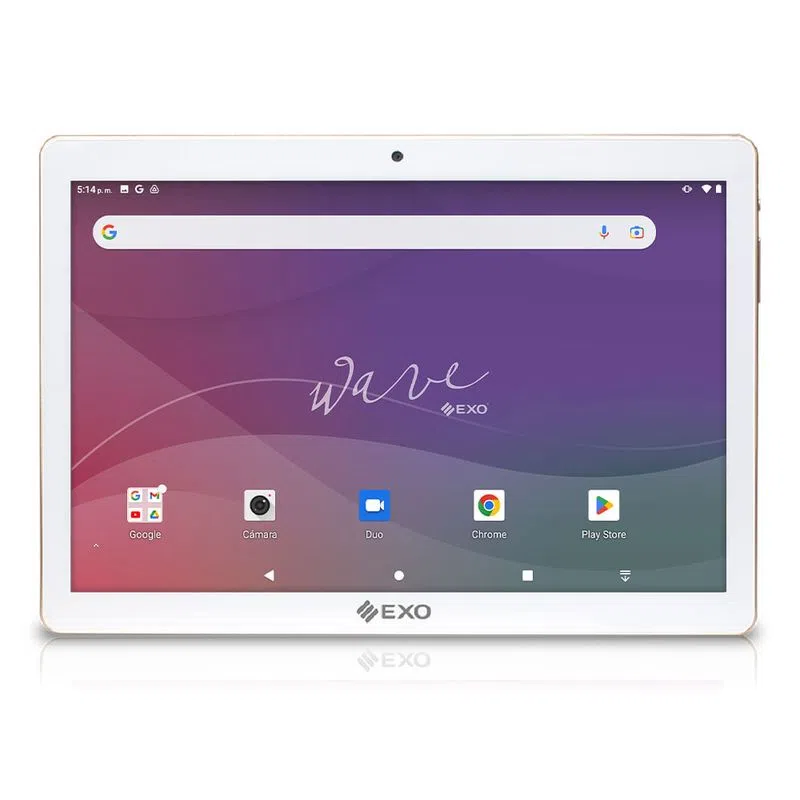 5:14 p. m.
wave
EXO
Google
Cámara
Duo
Chrome
Play Store
EXO
EXO